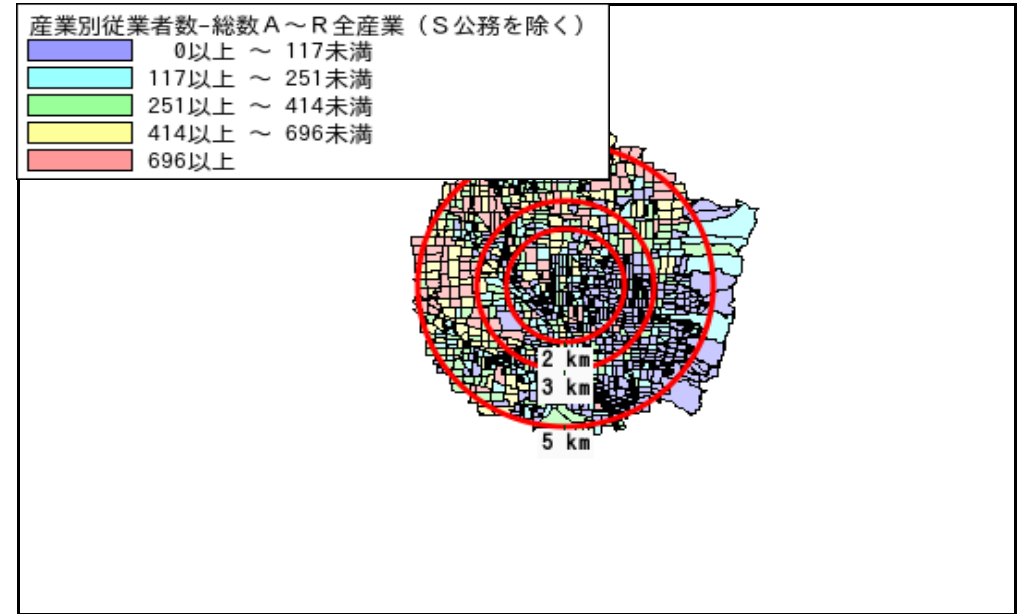 産業別従業者数-総数A～R全産業（S公務を除く）
0以上 ～ 117未満
117以上 ～ 251未満
251以上 ～ 414未満
414以上 ～ 696未満
696以上
2 km
3 km
5 km